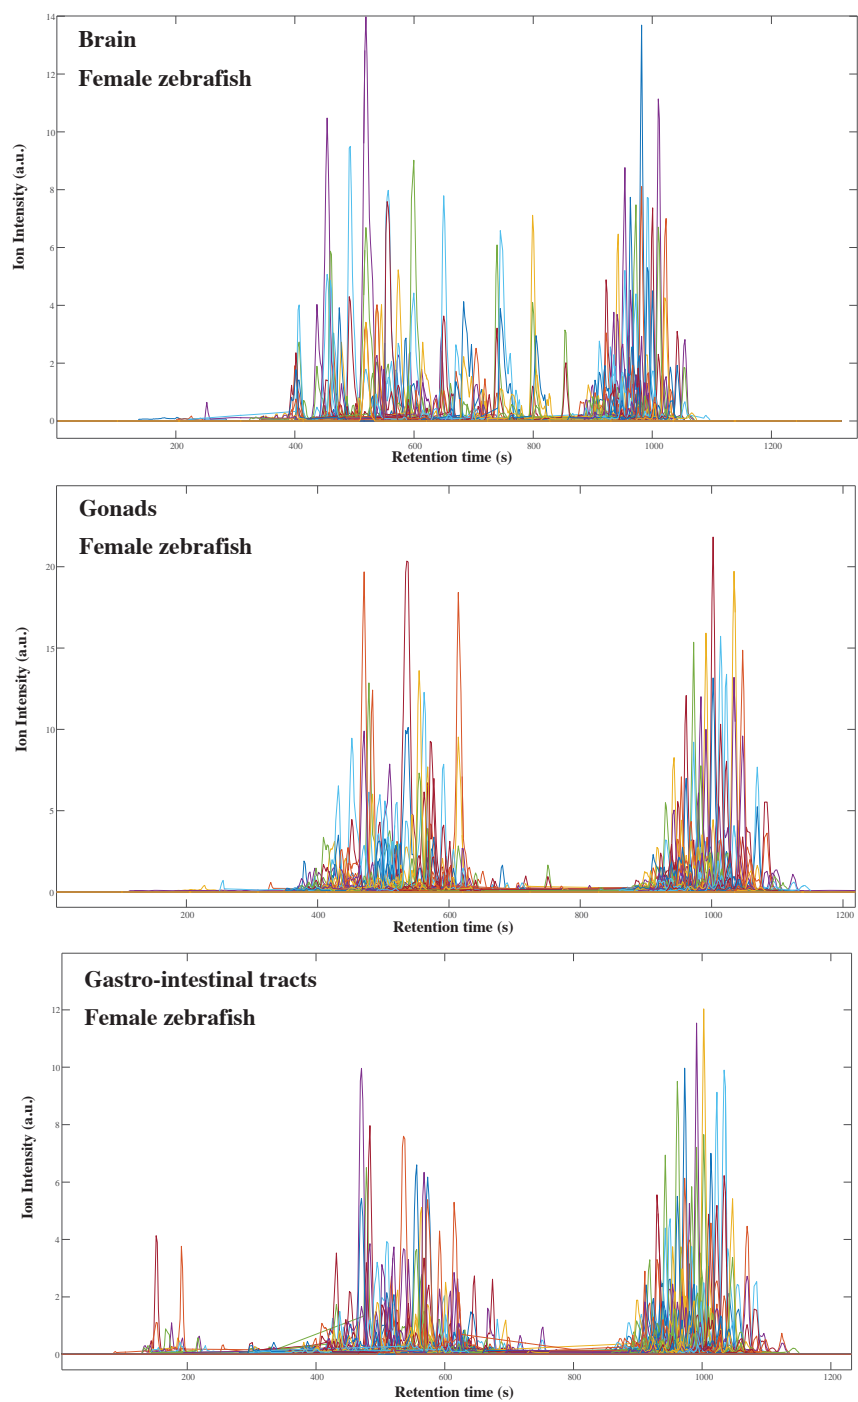 Brain
Female zebrafish
14
12
10
8
6
4
2
0
Ion Intensity (a.u.)
200 400 600 800 1000 1200
Retention time (s)
Gonads
Female zebrafish
20
15
10
5
0
Ion Intensity (a.u.)
200 400 600 800 1000 1200
Retention time (s)
Gastro-intestinal tracts
Female zebrafish
12
10
8
6
4
2
0
Ion Intensity (a.u.)
200 400 600 800 1000 1200
Retention time (s)